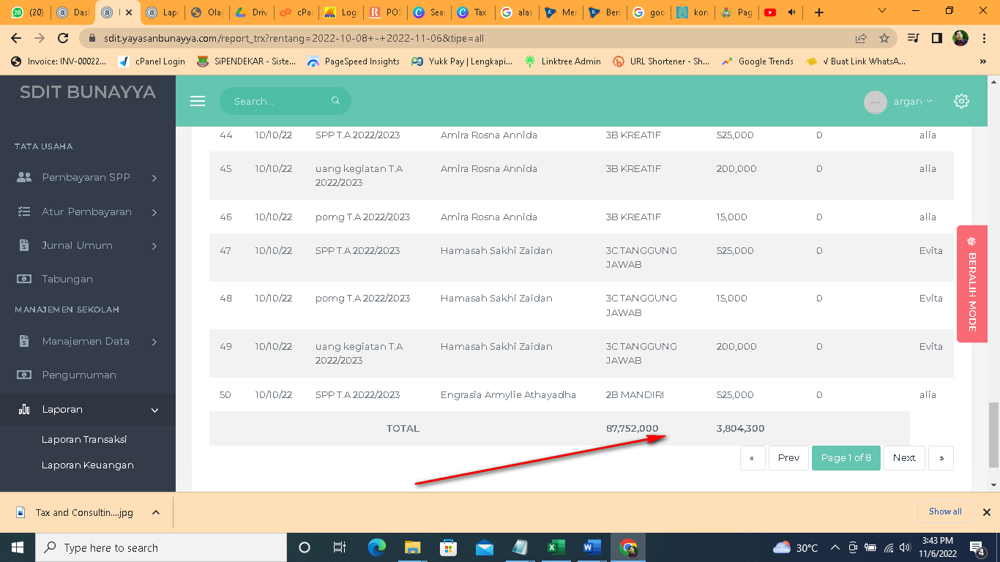 20
Das
I
Lap
Ola
Driv
cPa
Log
POS
Sea
Tax
alas
Mer
Beri
goo
kon
Pag
sdit.yayasanbunayya.com/report_trx?rentang=2022-10-08+-+2022-11-06&tipe=all
Invoice: INV-00022...
cPanel Login
SiPENDEKAR - Siste...
PageSpeed Insights
Yukk Pay | Lengkapi...
Linktree Admin
URL Shortener - Sh...
Google Trends
√ Buat Link WhatsA...
»
SDIT BUNAYYA
Search...
argan
TATA USAHA
Pembayaran SPP
Atur Pembayaran
Jurnal Umum
Tabungan
MANAJEMEN SEKOLAH
Manajemen Data
Pengumuman
Laporan
Laporan Transaksi
Laporan Keuangan
44 10/10/22 SPP T.A 2022/2023 Amira Rosna Annida 3B KREATIF 525,000 0 alia
45 10/10/22 uang kegiatan T.A Amira Rosna Annida 3B KREATIF 200,000 0 alia
2022/2023
46 10/10/22 pomg T.A 2022/2023 Amira Rosna Annida 3B KREATIF 15,000 0 alia
47 10/10/22 SPP T.A 2022/2023 Hamasah Sakhi Zaidan 3C TANGGUNG 525,000 0 Evita
JAWAB
48 10/10/22 pomg T.A 2022/2023 Hamasah Sakhi Zaidan 3C TANGGUNG 15,000 0 Evita
JAWAB
49 10/10/22 uang kegiatan T.A Hamasah Sakhi Zaidan 3C TANGGUNG 200,000 0 Evita
2022/2023 JAWAB
50 10/10/22 SPP T.A 2022/2023 Engrasia Armylie Athayadha 2B MANDIRI 525,000 0 alia
TOTAL 87,752,000 3,804,300
« Prev Page 1 of 8 Next »
BERALIH MODE
Tax and Consultin....jpg
Show all
Type here to search
30°C
3:43 PM
11/6/2022
4